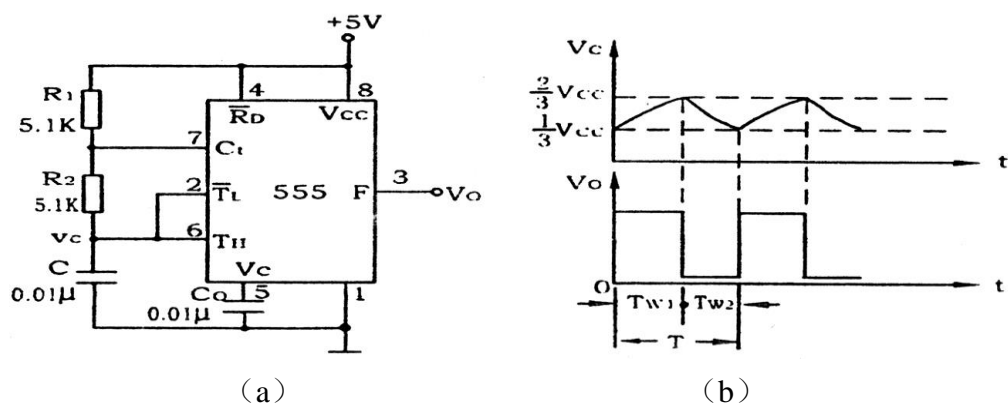 +5V
R1
5.1K
R2
5.1K
vc
C
0.01μ
4
8
R̅D
Vcc
7
Ct
2
T̅L
555
F
3
Vo
6
TH
Vc
Co
5
1
0.01μ
(a)
Vc
2/3 Vcc
1/3 Vcc
t
Vo
O
t
Tw1
Tw2
T
(b)